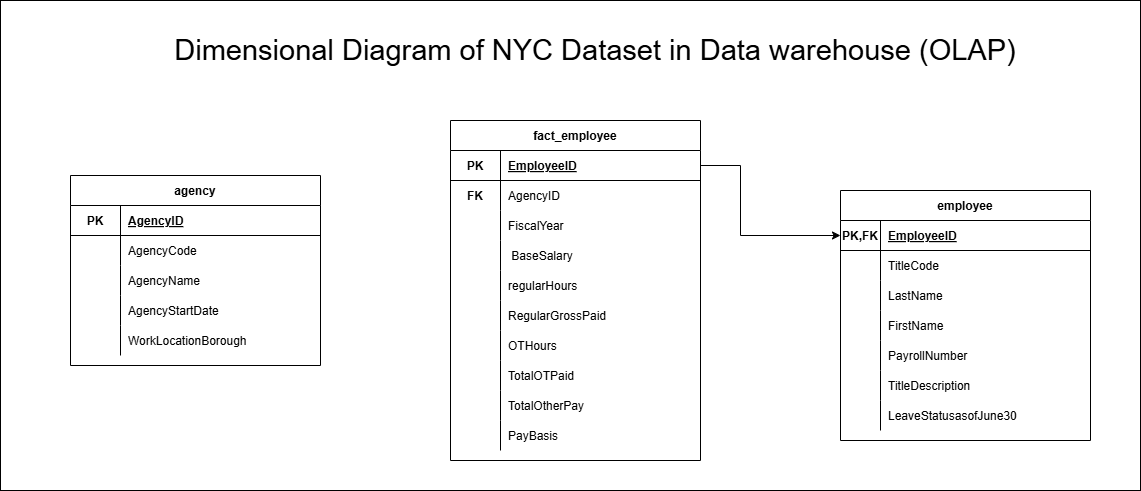 Dimensional Diagram of NYC Dataset in Data warehouse (OLAP)
agency
PK AgencyID
AgencyCode
AgencyName
AgencyStartDate
WorkLocationBorough
fact_employee
PK EmployeeID
FK AgencyID
FiscalYear
BaseSalary
regularHours
RegularGrossPaid
OTHours
TotalOTPaid
TotalOtherPay
PayBasis
employee
PK,FK EmployeeID
TitleCode
LastName
FirstName
PayrollNumber
TitleDescription
LeaveStatusasofJune30